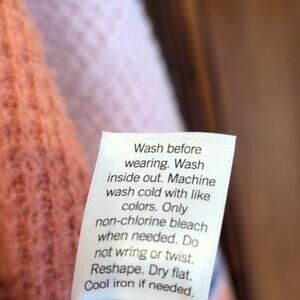 Wash before
wearing. Wash
inside out. Machine
wash cold with like
colors. Only
non-chlorine bleach
when needed. Do
not wring or twist.
Reshape. Dry flat.
Cool iron if needed.